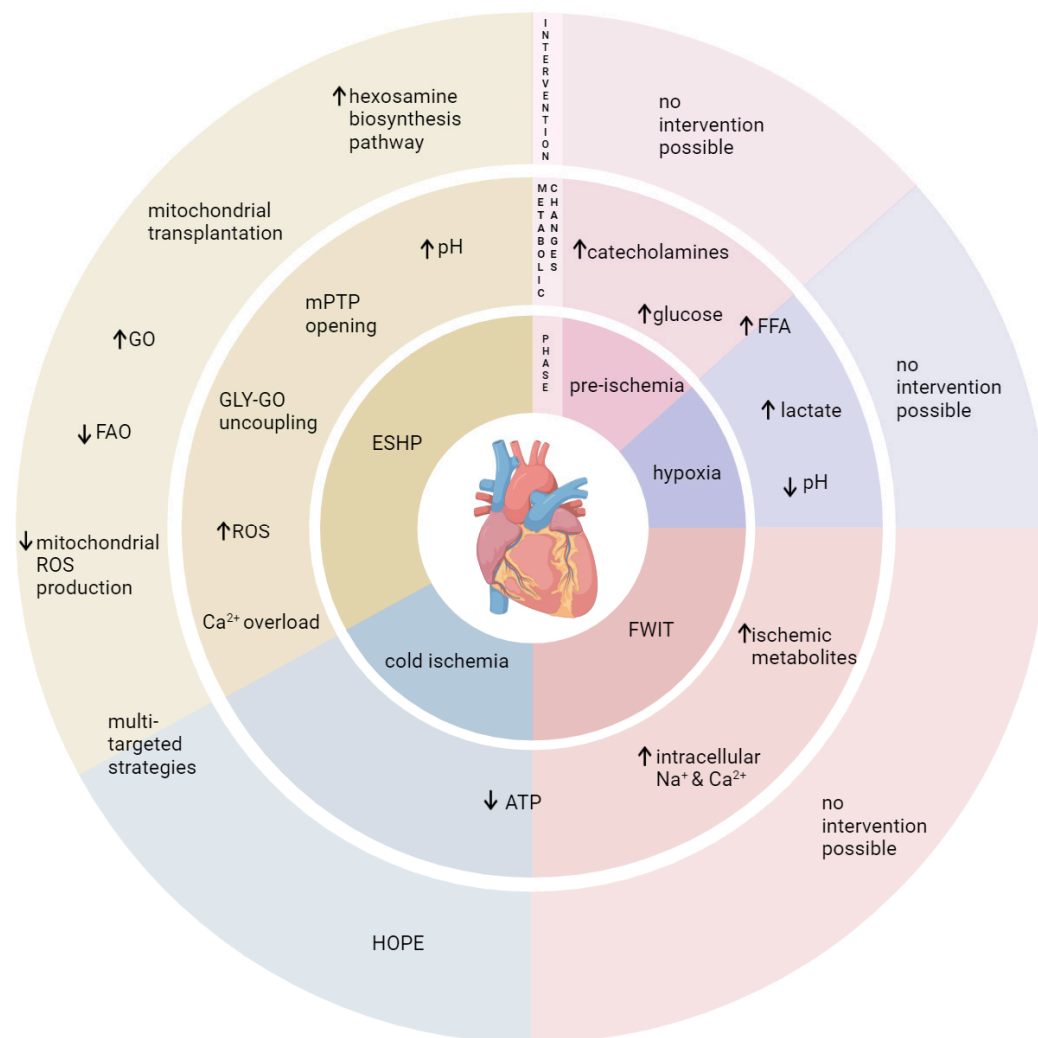 INTERVENTION
METABOLIC
CHANGES
PHASE
no
intervention
possible
↑catecholamines
↑glucose
pre-ischemia
↑ FFA
no
intervention
possible
↑ lactate
↓ pH
hypoxia
FWIT
↑ischemic
metabolites
↑ intracellular
Na⁺ & Ca²⁺
no
intervention
possible
cold ischemia
↓ ATP
HOPE
multi-
targeted
strategies
ESHP
↑ pH
mPTP
opening
GLY-GO
uncoupling
↑ROS
Ca²⁺ overload
↑hexosamine
biosynthesis
pathway
mitochondrial
transplantation
↑GO
↓ FAO
↓ mitochondrial
ROS
production